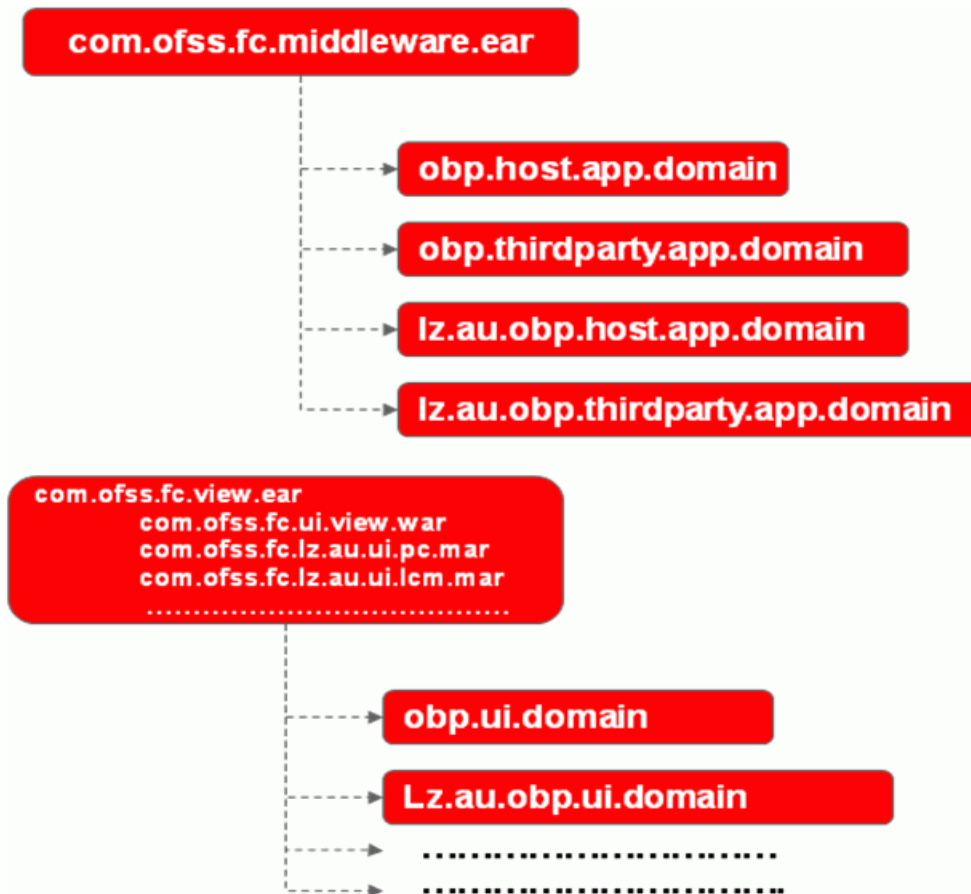 com.ofss.fc.middleware.ear
obp.host.app.domain
obp.thirdparty.app.domain
lz.au.obp.host.app.domain
lz.au.obp.thirdparty.app.domain
com.ofss.fc.view.ear
com.ofss.fc.ui.view.war
com.ofss.fc.lz.au.ui.pc.mar
com.ofss.fc.lz.au.ui.lcm.mar
.......................................
obp.ui.domain
Lz.au.obp.ui.domain
....................................
.....................................